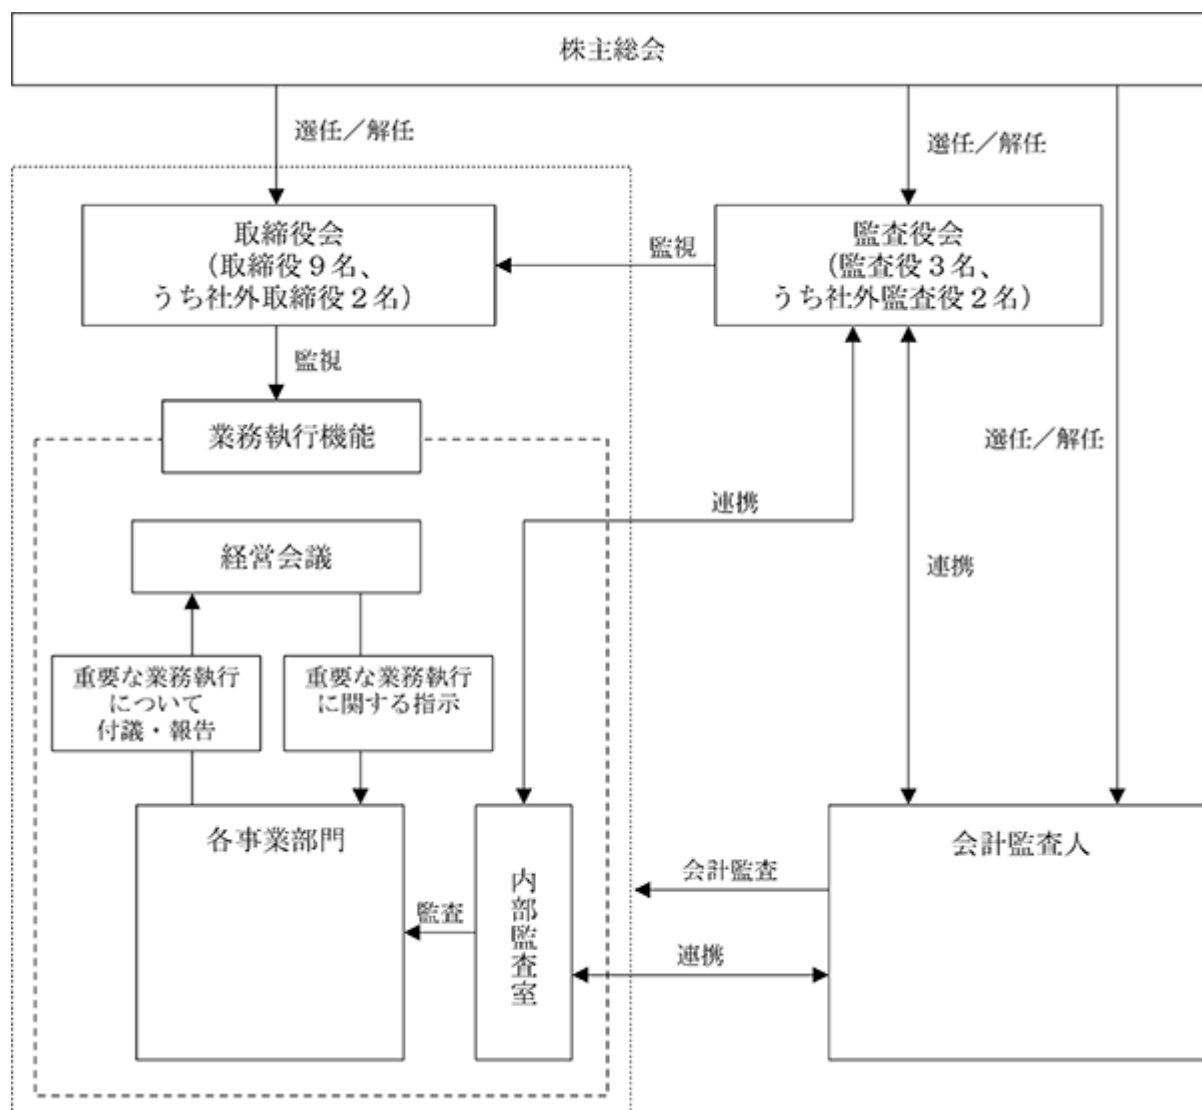 株主総会
選任／解任
選任／解任
取締役会
（取締役９名、
うち社外取締役２名）
監視
監査役会
（監査役３名、
うち社外監査役２名）
監視
業務執行機能
選任／解任
連携
経営会議
連携
重要な業務執行
について
付議・報告
重要な業務執行
に関する指示
各事業部門
内部監査室
会計監査人
会計監査
監査
連携